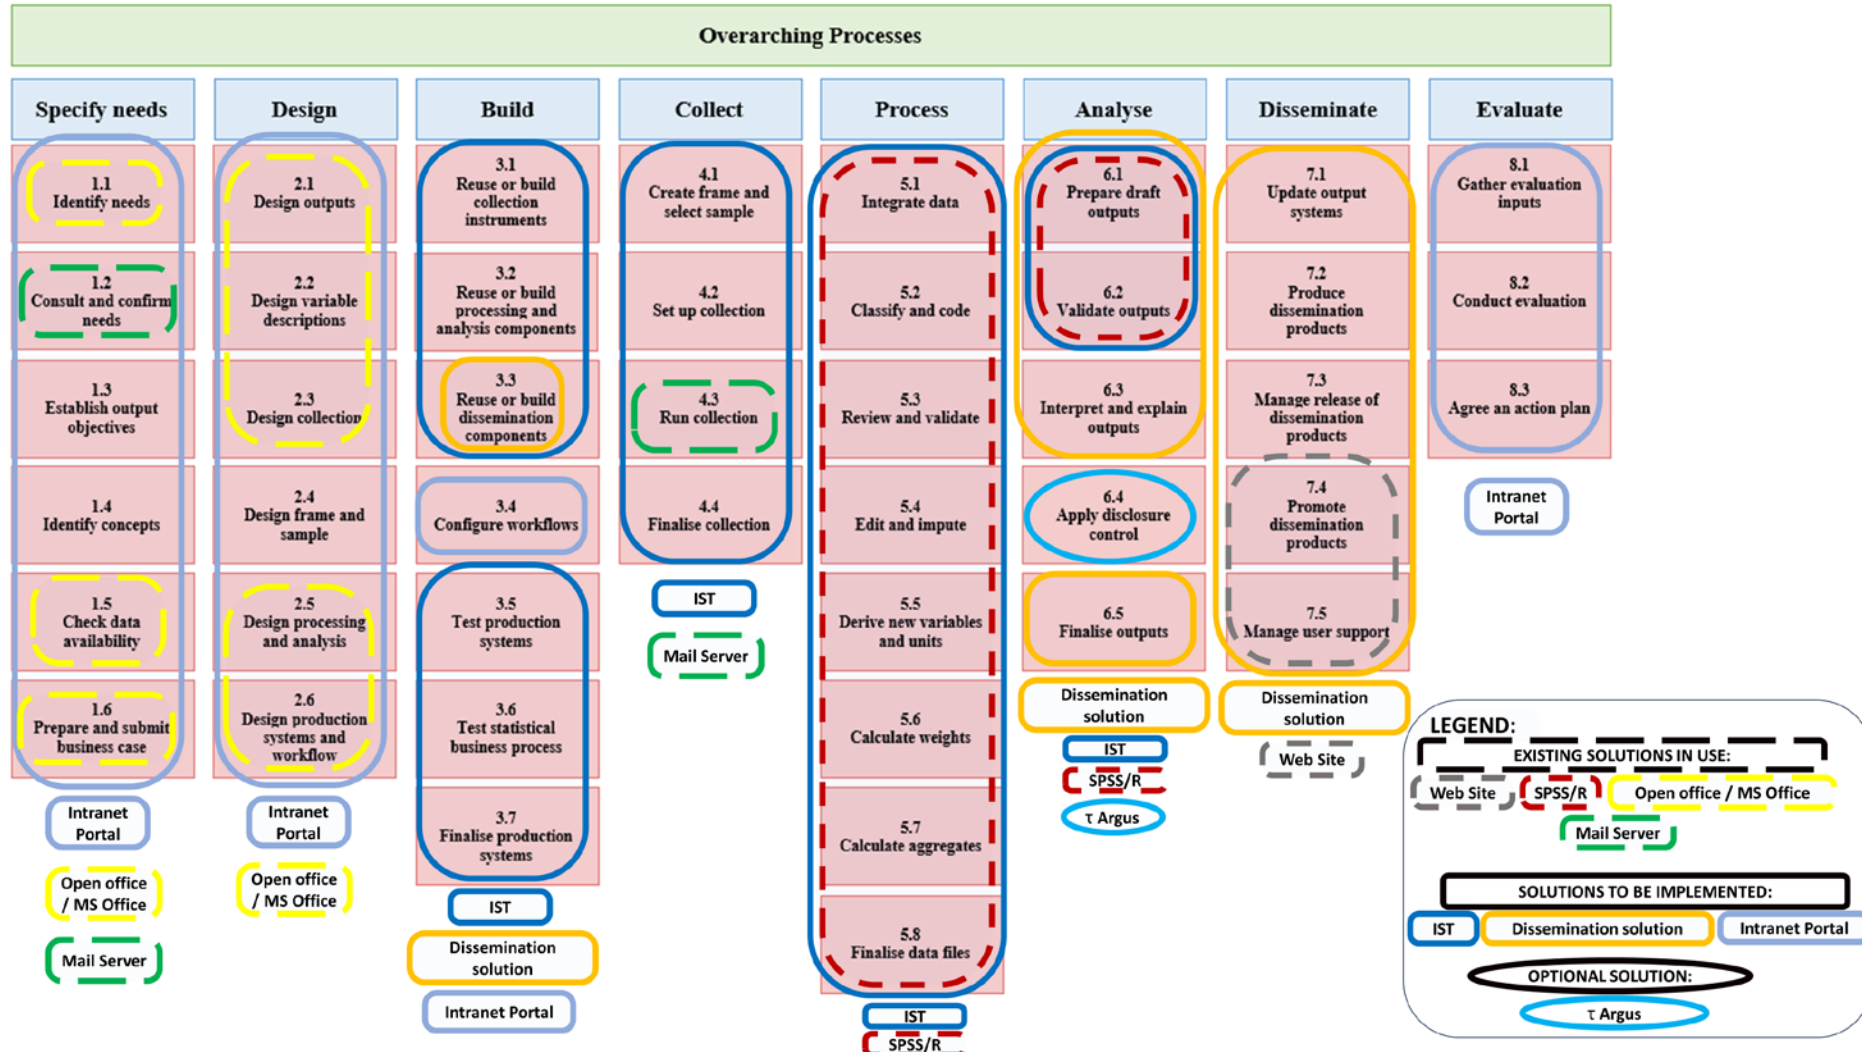 Overarching Processes
Specify needs
1.1
Identify needs
1.2
Consult and confirm
needs
1.3
Establish output
objectives
1.4
Identify concepts
1.5
Check data
availability
1.6
Prepare and submit
business case
Intranet
Portal
Open office
/ MS Office
Mail Server
Design
2.1
Design outputs
2.2
Design variable
descriptions
2.3
Design collection
2.4
Design frame and
sample
2.5
Design processing
and analysis
2.6
Design production
systems and
workflow
Intranet
Portal
Open office
/ MS Office
Build
3.1
Reuse or build
collection
instruments
3.2
Reuse or build
processing and
analysis components
3.3
Reuse or build
dissemination
components
3.4
Configure workflows
3.5
Test production
systems
3.6
Test statistical
business process
3.7
Finalise production
systems
IST
Dissemination
solution
Intranet Portal
Collect
4.1
Create frame and
select sample
4.2
Set up collection
4.3
Run collection
4.4
Finalise collection
IST
Mail Server
Process
5.1
Integrate data
5.2
Classify and code
5.3
Review and validate
5.4
Edit and impute
5.5
Derive new variables
and units
5.6
Calculate weights
5.7
Calculate aggregates
5.8
Finalise data files
IST
SPSS/R
Analyse
6.1
Prepare draft
outputs
6.2
Validate outputs
6.3
Interpret and explain
outputs
6.4
Apply disclosure
control
6.5
Finalise outputs
Dissemination
solution
IST
SPSS/R
τ Argus
Disseminate
7.1
Update output
systems
7.2
Produce
dissemination
products
7.3
Manage release of
dissemination
products
7.4
Promote
dissemination
products
7.5
Manage user support
Dissemination
solution
Web Site
Evaluate
8.1
Gather evaluation
inputs
8.2
Conduct evaluation
8.3
Agree an action plan
Intranet
Portal
LEGEND:
EXISTING SOLUTIONS IN USE:
Web Site SPSS/R Open office / MS Office
Mail Server
SOLUTIONS TO BE IMPLEMENTED:
IST Dissemination solution Intranet Portal
OPTIONAL SOLUTION:
τ Argus